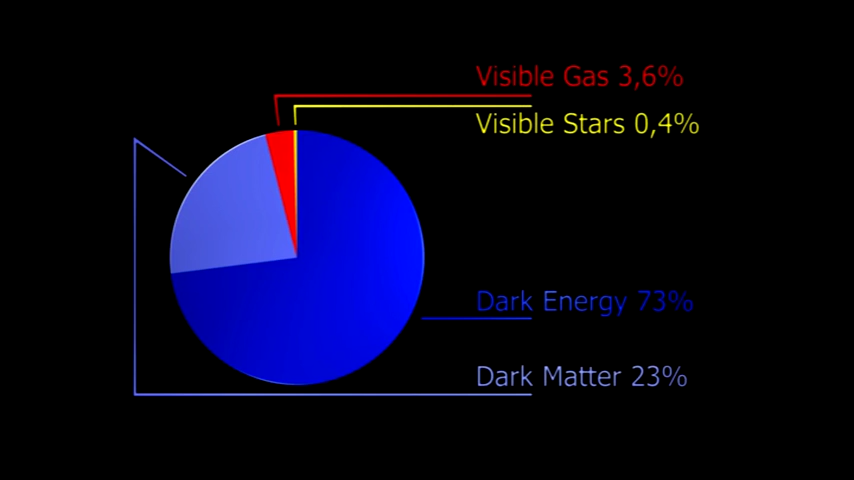 Visible Gas 3,6%
Visible Stars 0,4%
Dark Energy 73%
Dark Matter 23%